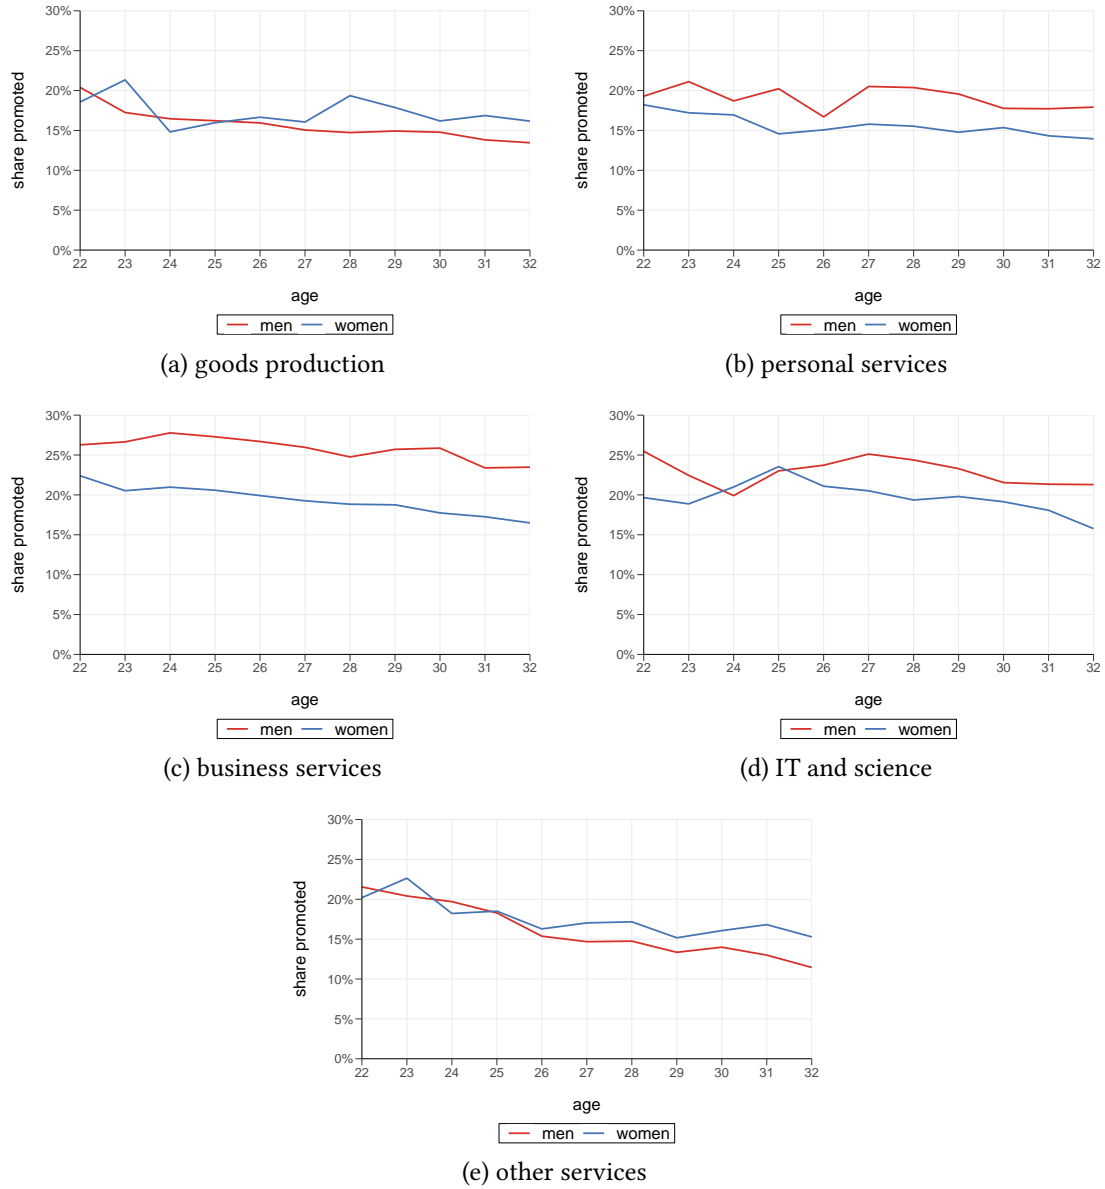 30%
25%
20%
15%
10%
5%
0%
share promoted
22 23 24 25 26 27 28 29 30 31 32
age
men women
(a) goods production
30%
25%
20%
15%
10%
5%
0%
share promoted
22 23 24 25 26 27 28 29 30 31 32
age
men women
(b) personal services
30%
25%
20%
15%
10%
5%
0%
share promoted
22 23 24 25 26 27 28 29 30 31 32
age
men women
(c) business services
30%
25%
20%
15%
10%
5%
0%
share promoted
22 23 24 25 26 27 28 29 30 31 32
age
men women
(d) IT and science
30%
25%
20%
15%
10%
5%
0%
share promoted
22 23 24 25 26 27 28 29 30 31 32
age
men women
(e) other services